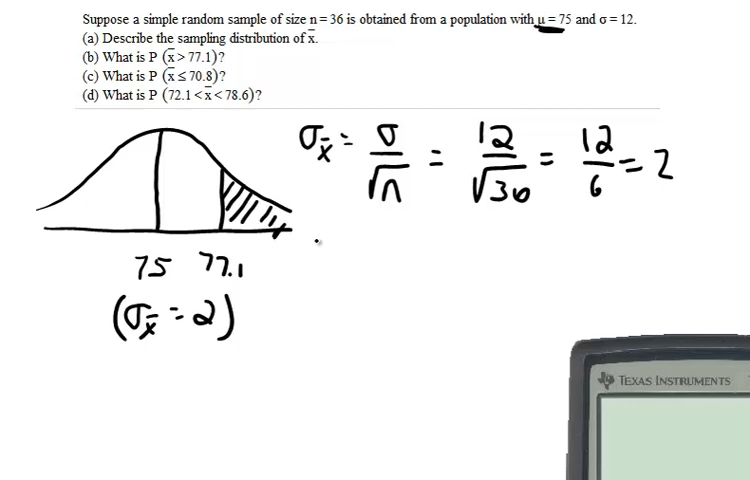 Suppose a simple random sample of size n = 36 is obtained from a population with μ = 75 and σ = 12.
(a) Describe the sampling distribution of x̄.
(b) What is P (x̄ > 77.1)?
(c) What is P (x̄ ≤ 70.8)?
(d) What is P (72.1 < x̄ < 78.6)?
σx̄ = σ/√n = 12/√36 = 12/6 = 2
75 77.1
(σx̄ = 2)
TEXAS INSTRUMENTS